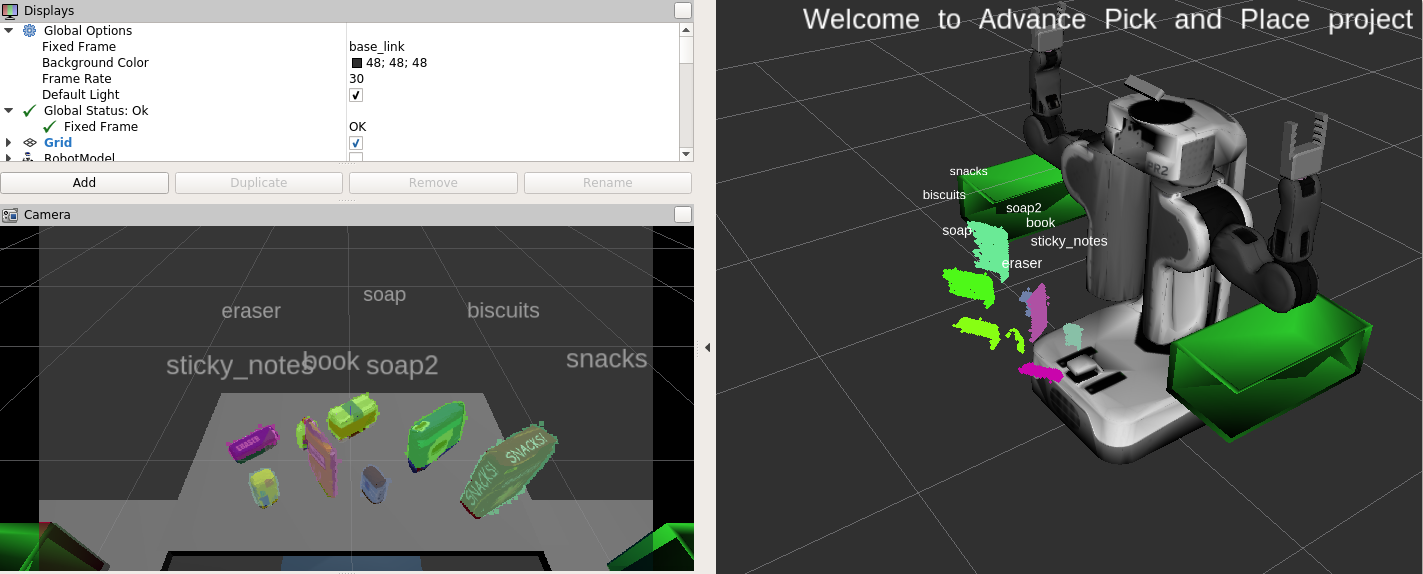 Displays
Global Options
Fixed Frame base_link
Background Color 48; 48; 48
Frame Rate 30
Default Light
Global Status: Ok
Fixed Frame OK
Grid
RobotModel
Add Duplicate Remove Rename
Camera
soap
eraser biscuits
sticky_notes book soap2 snacks
ERASER
SNACKS!
SNACKS!
Welcome to Advance Pick and Place project
PR2
snacks
biscuits
soap2
book
soap
sticky_notes
eraser